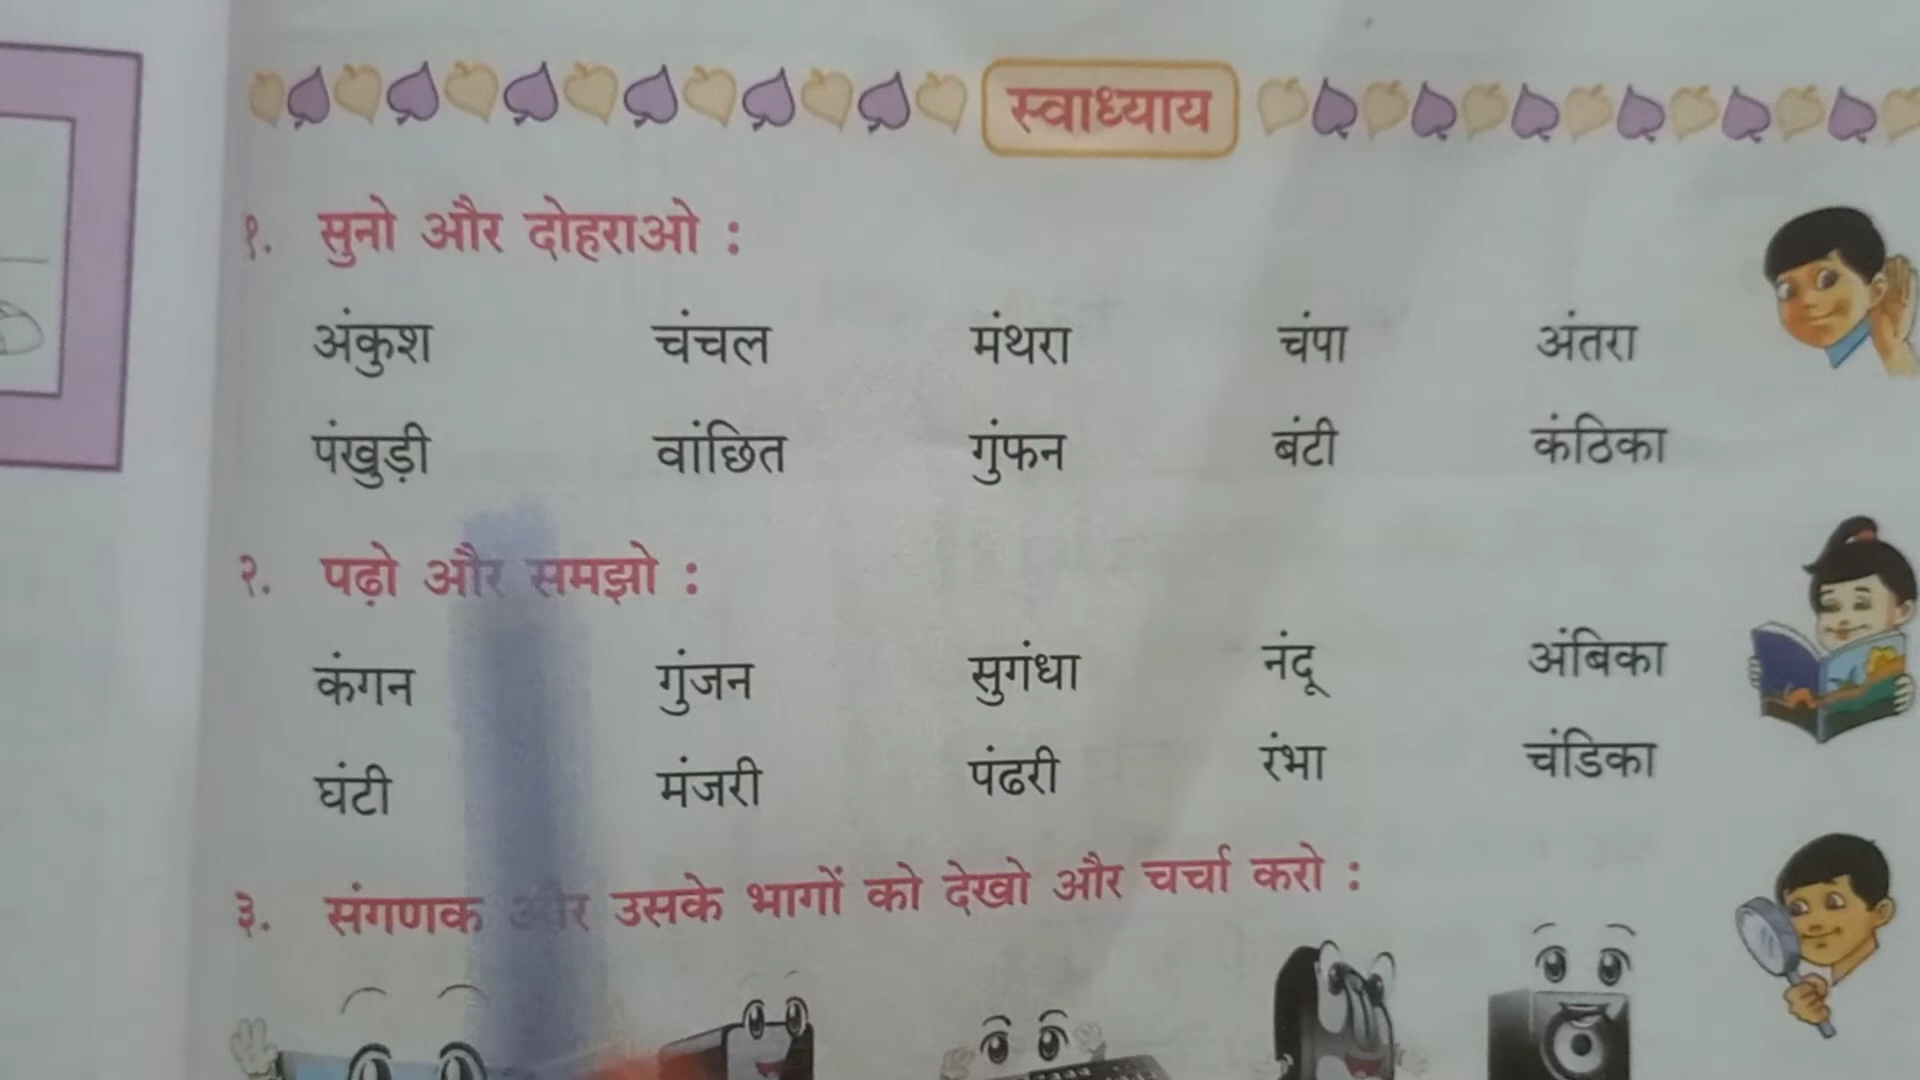 स्वाध्याय
१. सुनो और दोहराओ :
अंकुश चंचल मंथरा चंपा अंतरा
पंखुड़ी वांछित गुंफन बंटी कंठिका
२. पढ़ो और समझो :
कंगन गुंजन सुगंधा नंदू अंबिका
घंटी मंजरी पंढरी रंभा चंडिका
३. संगणक और उसके भागों को देखो और चर्चा करो :